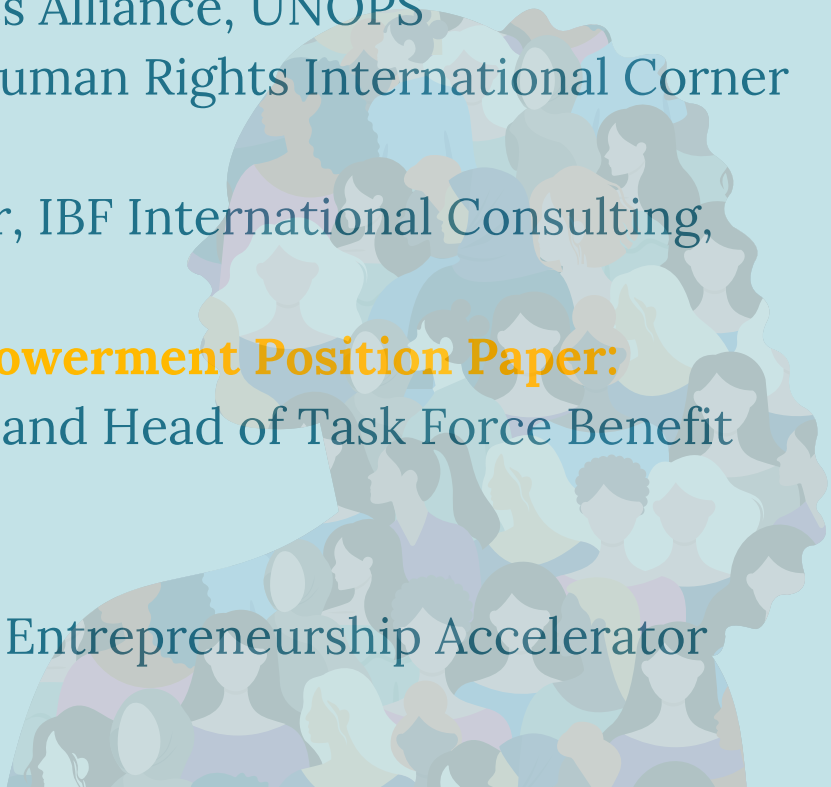 s Alliance, UNOPS
uman Rights International Corner
r, IBF International Consulting,
owerment Position Paper:
and Head of Task Force Benefit
Entrepreneurship Accelerator